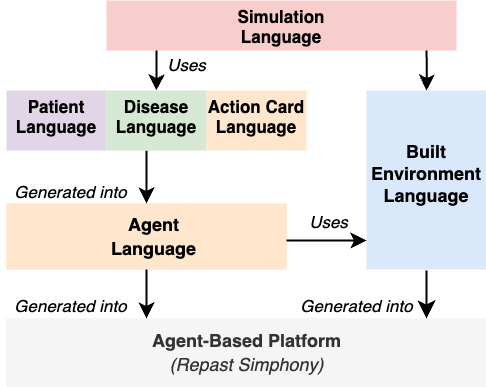 Simulation
Language
Uses
Patient
Language
Disease
Language
Action Card
Language
Built
Environment
Language
Generated into
Agent
Language
Uses
Generated into
Generated into
Agent-Based Platform
(Repast Simphony)